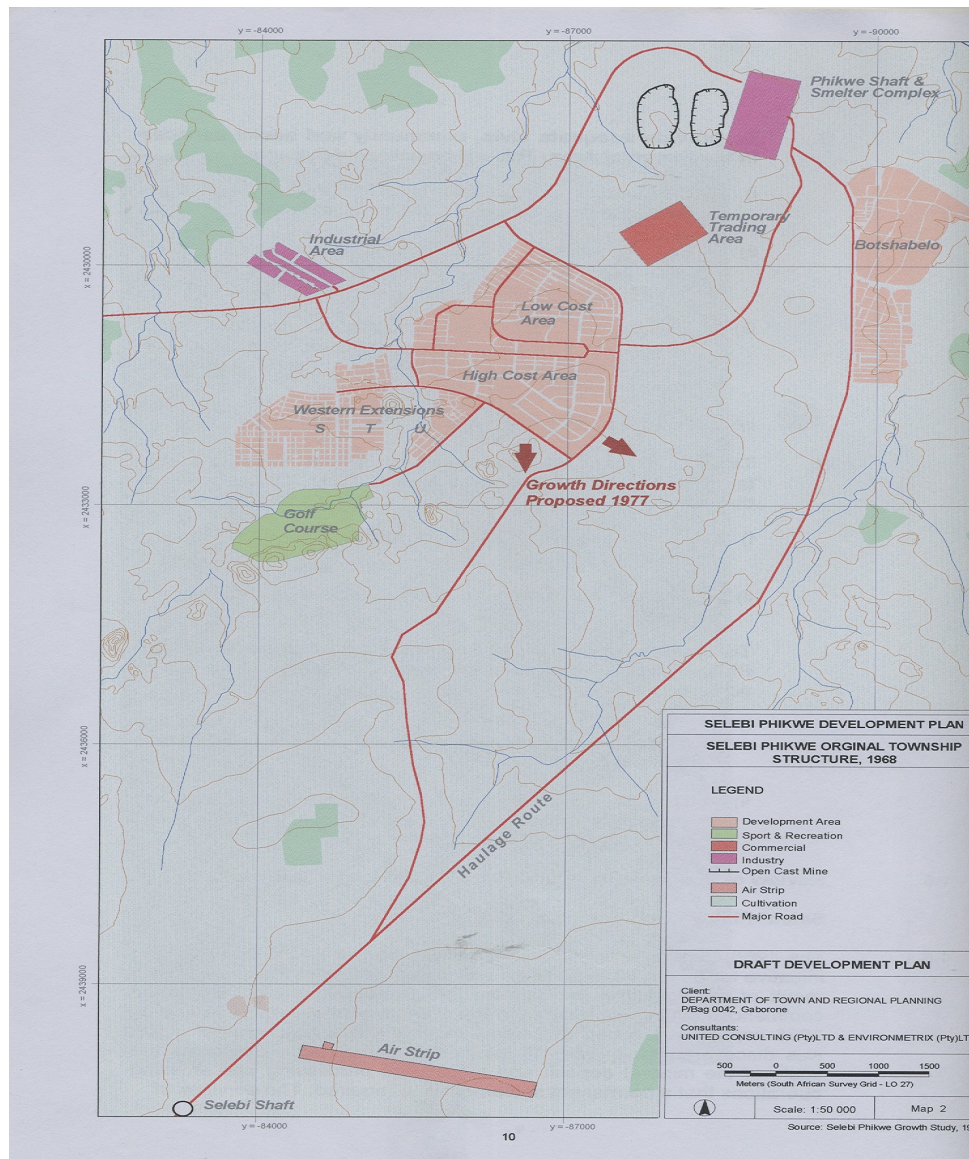 y = -84000
y = -87000
y = -90000
Phikwe Shaft &
Smelter Complex
Temporary
Trading
Area
Botshabelo
Industrial
Area
x = 2430000
Low Cost
Area
High Cost Area
Western Extensions
S T U
Growth Directions
Proposed 1977
x = 2433000
Golf
Course
x = 2436000
Haulage Route
x = 2439000
Air Strip
Selebi Shaft
y = -84000
y = -87000
10
SELEBI PHIKWE DEVELOPMENT PLAN
SELEBI PHIKWE ORGINAL TOWNSHIP
STRUCTURE, 1968
LEGEND
Development Area
Sport & Recreation
Commercial
Industry
Open Cast Mine
Air Strip
Cultivation
Major Road
DRAFT DEVELOPMENT PLAN
Client:
DEPARTMENT OF TOWN AND REGIONAL PLANNING
P/Bag 0042, Gaborone
Consultants:
UNITED CONSULTING (Pty)LTD & ENVIRONMETRIX (Pty)LT
500 0 500 1000 1500
Meters (South African Survey Grid - LO 27)
Scale: 1:50 000
Map 2
Source: Selebi Phikwe Growth Study, 19